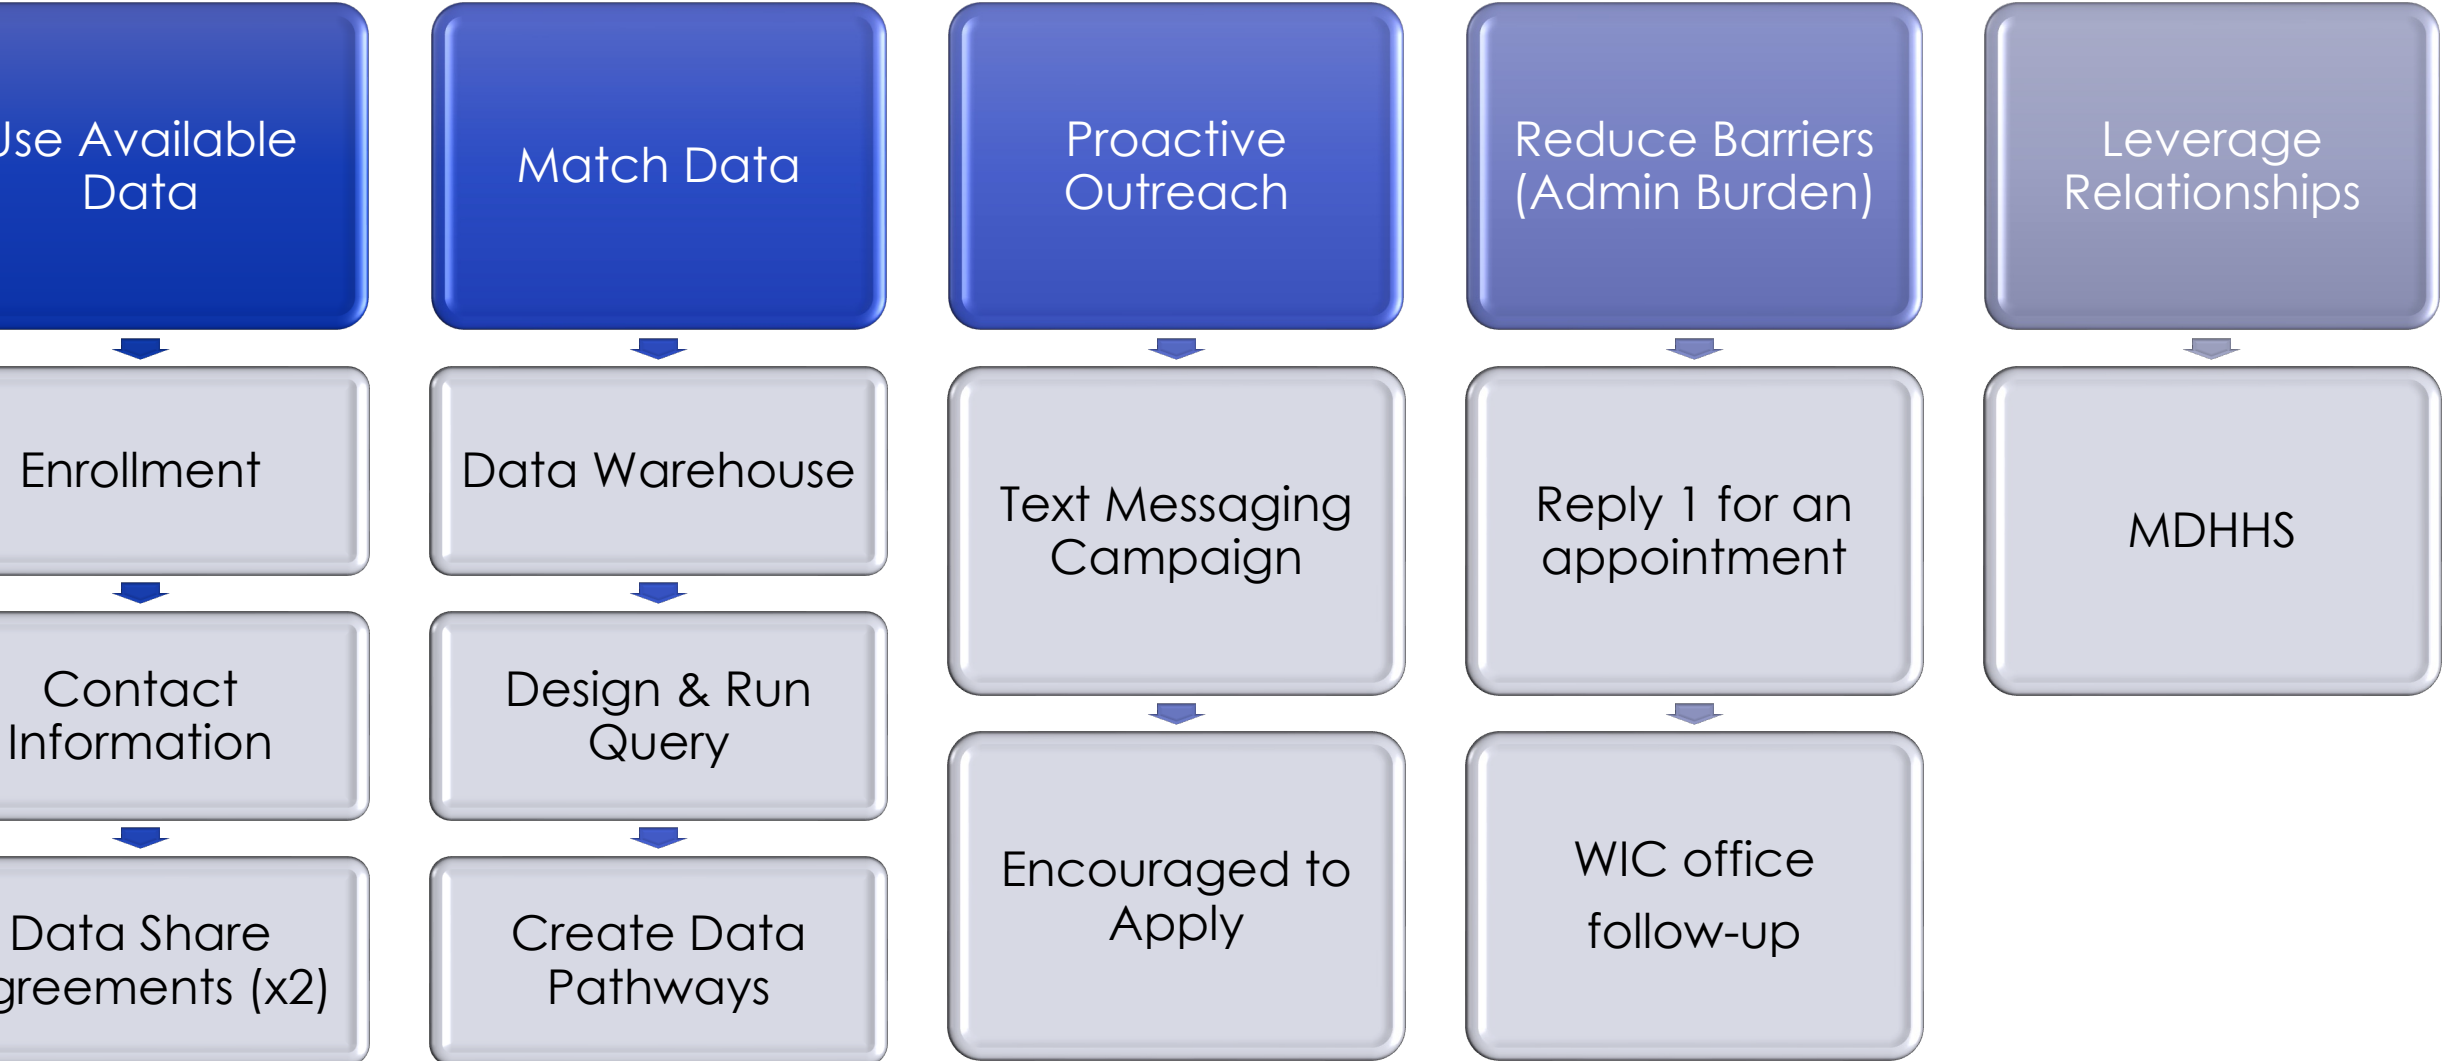 Use Available
Data
Match Data
Proactive
Outreach
Reduce Barriers
(Admin Burden)
Leverage
Relationships
Enrollment
Data Warehouse
Text Messaging
Campaign
Reply 1 for an
appointment
MDHHS
Contact
Information
Design & Run
Query
Encouraged to
Apply
WIC office
follow-up
Data Share
greements (x2)
Create Data
Pathways